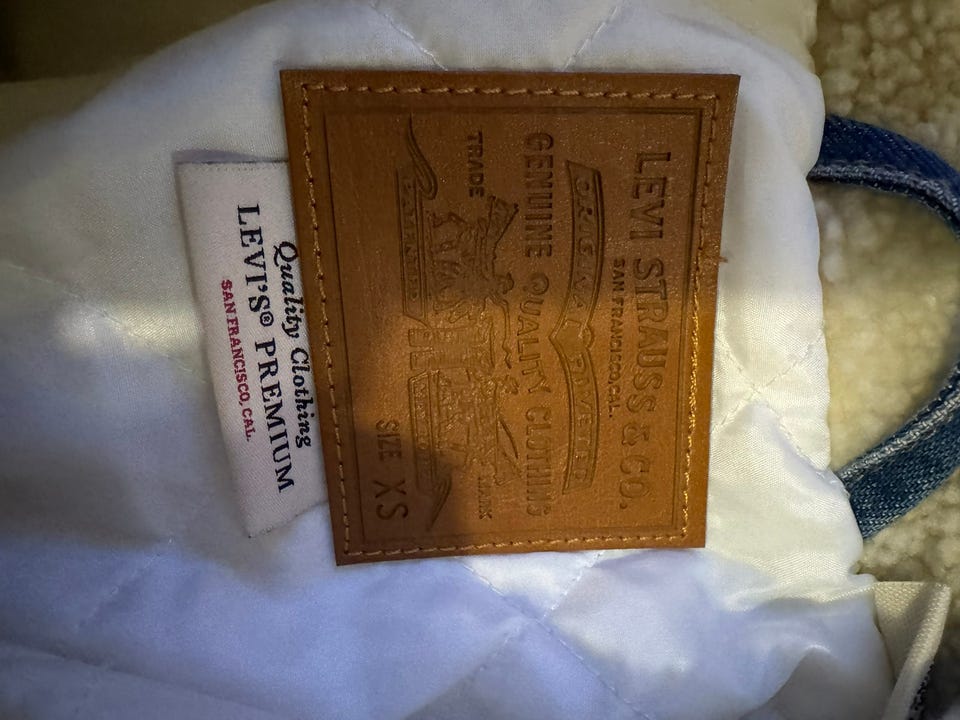 LEVI STRAUSS & CO.
SAN FRANCISCO, CAL.
ORIGINAL RIVETED
GENUINE QUALITY CLOTHING
TRADE MARK
PATENTED
SIZE XS
Quality Clothing
LEVI'S® PREMIUM
SAN FRANCISCO, CAL.